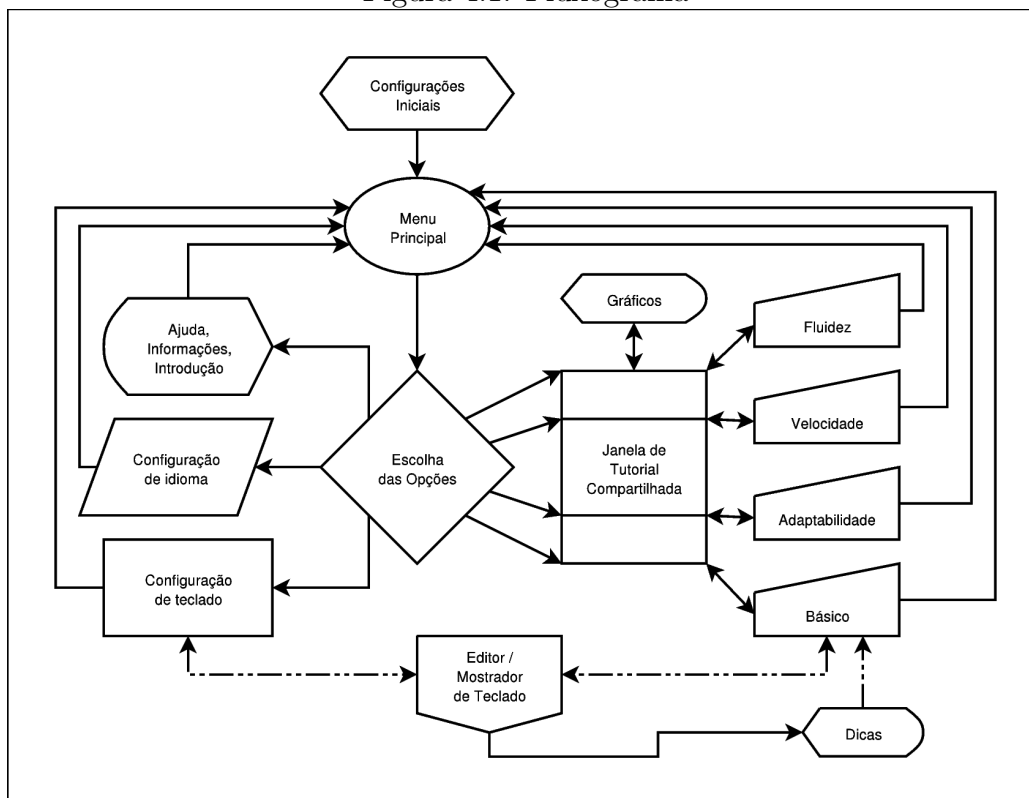 Figura 4.1: Fluxograma
Configurações
Iniciais
Menu
Principal
Gráficos
Fluidez
Ajuda,
Informações,
Introdução
Velocidade
Configuração
de idioma
Escolha
das Opções
Janela de
Tutorial
Compartilhada
Adaptabilidade
Configuração
de teclado
Básico
Editor /
Mostrador
de Teclado
Dicas